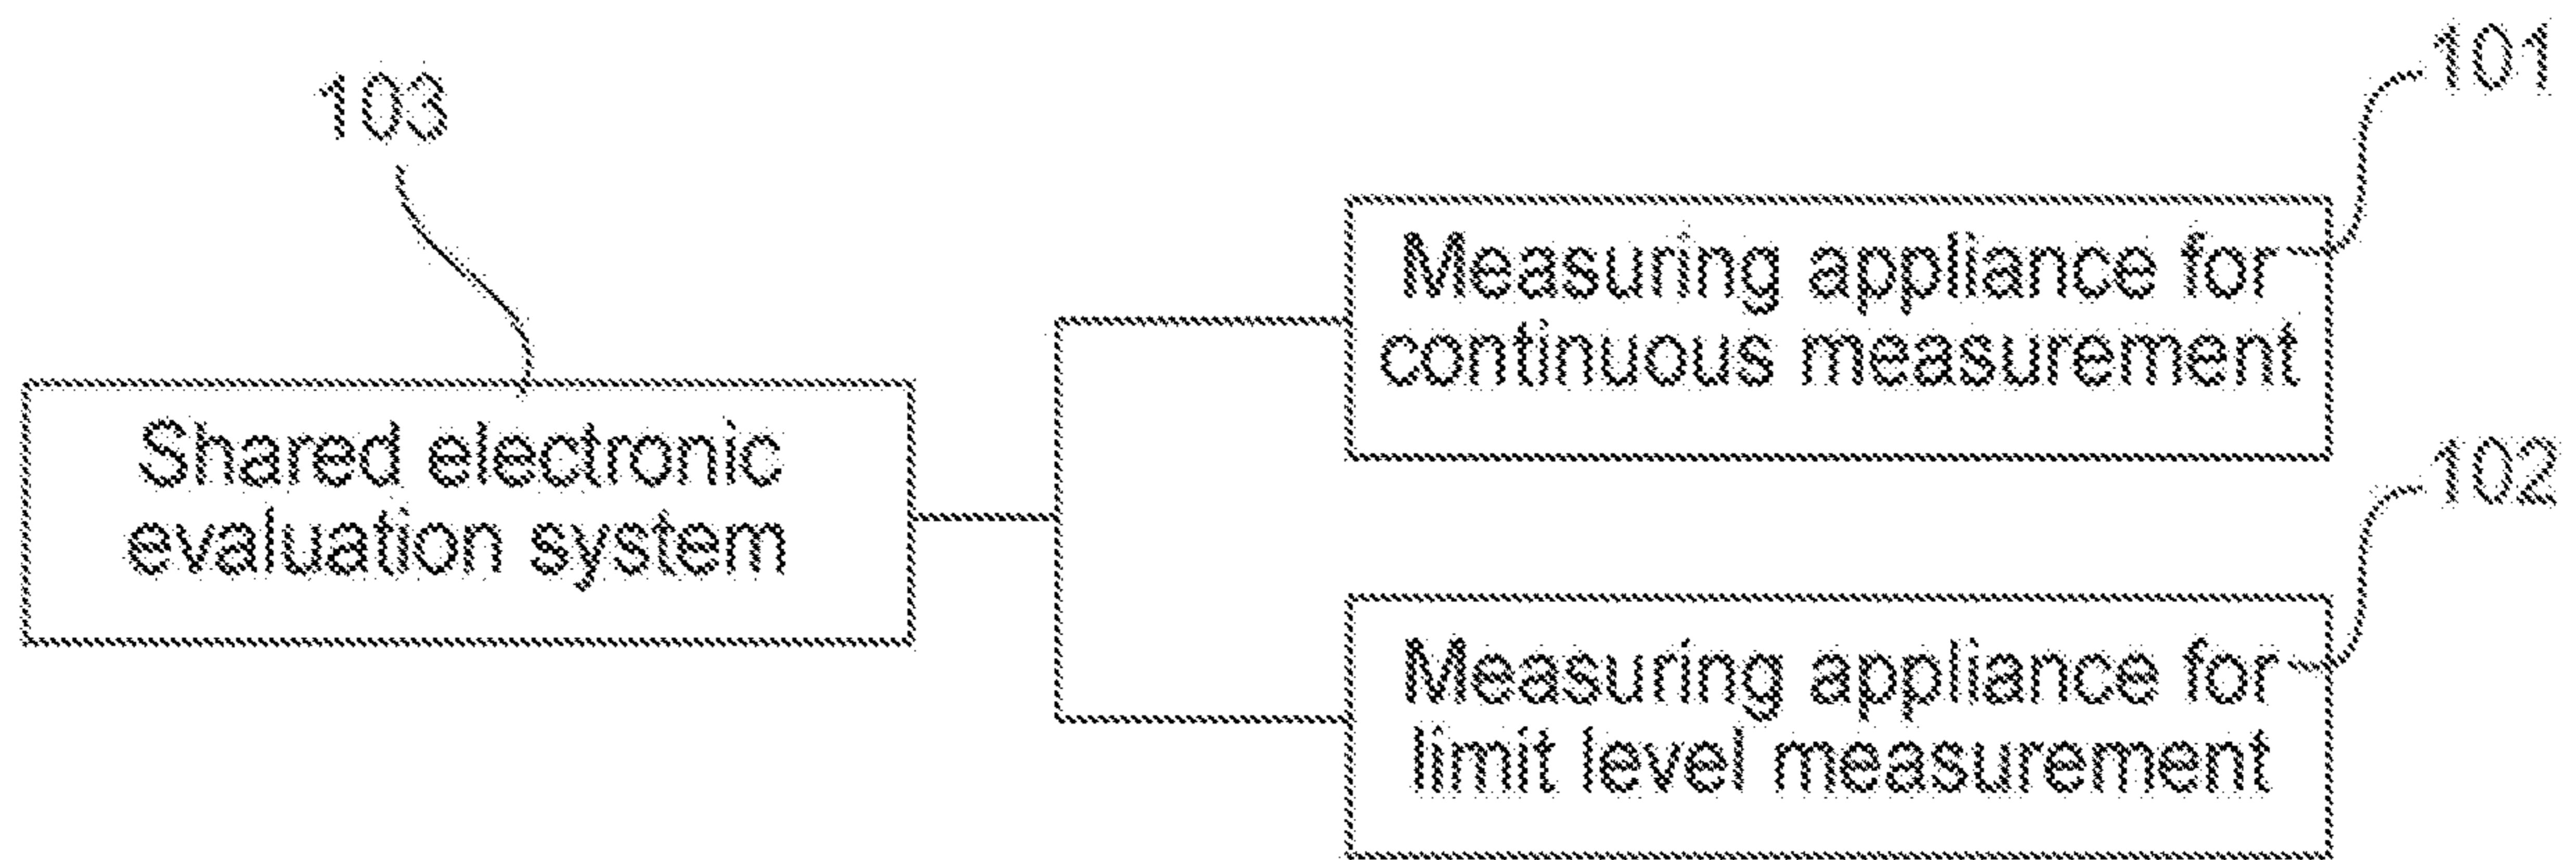 103
101
Measuring appliance for
continuous measurement
Shared electronic
evaluation system
102
Measuring appliance for
limit level measurement